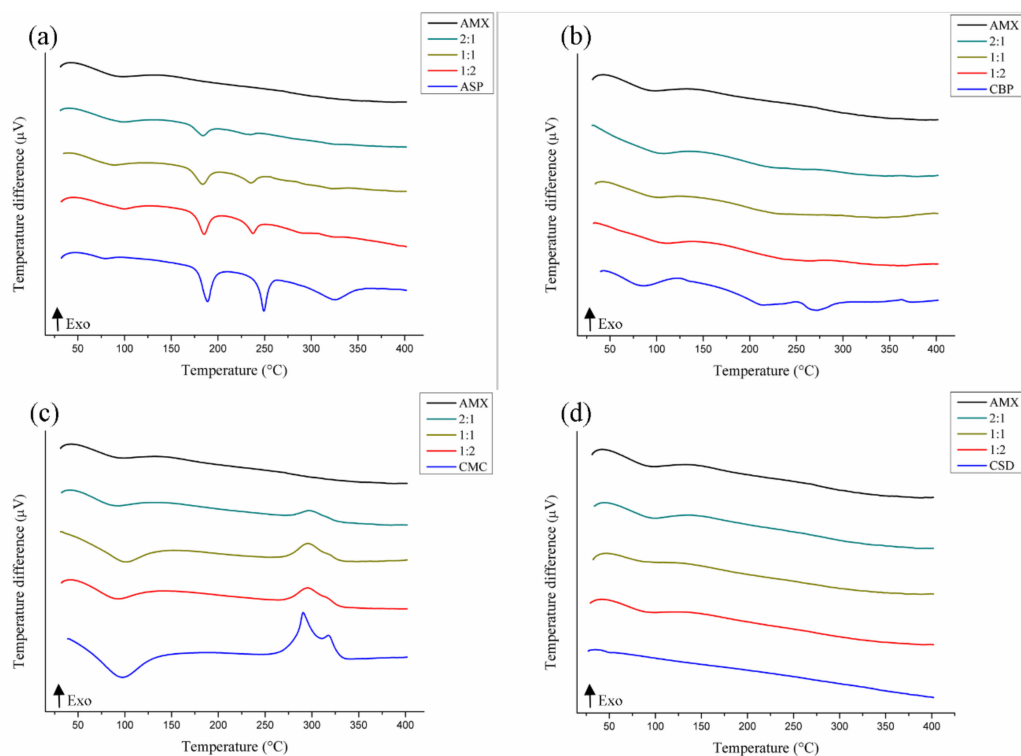 (a)
AMX
2:1
1:1
1:2
ASP
Temperature difference (μV)
Exo
50 100 150 200 250 300 350 400
Temperature (°C)
(b)
AMX
2:1
1:1
1:2
CBP
Temperature difference (μV)
Exo
50 100 150 200 250 300 350 400
Temperature (°C)
(c)
AMX
2:1
1:1
1:2
CMC
Temperature difference (μV)
Exo
50 100 150 200 250 300 350 400
Temperature (°C)
(d)
AMX
2:1
1:1
1:2
CSD
Temperature difference (μV)
Exo
50 100 150 200 250 300 350 400
Temperature (°C)